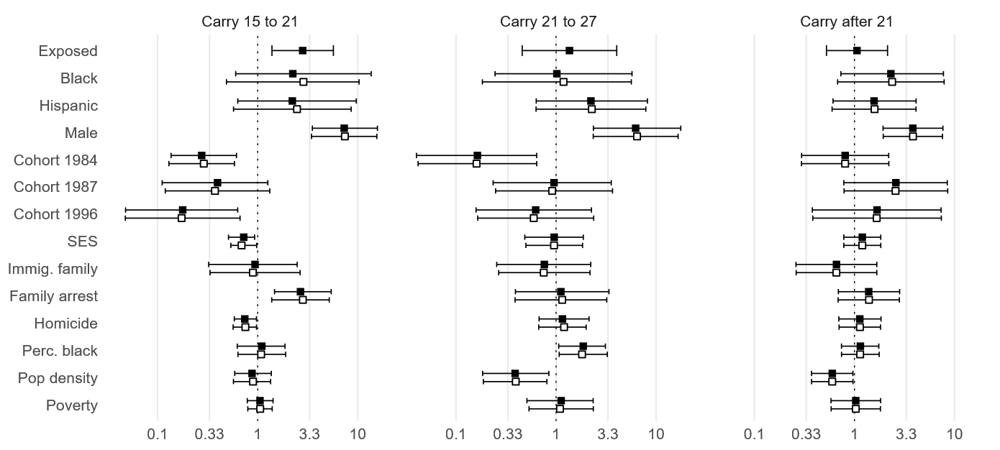 Carry 15 to 21 Carry 21 to 27 Carry after 21
Exposed
Black
Hispanic
Male
Cohort 1984
Cohort 1987
Cohort 1996
SES
Immig. family
Family arrest
Homicide
Perc. black
Pop density
Poverty
0.1 0.33 1 3.3 10 0.1 0.33 1 3.3 10 0.1 0.33 1 3.3 10